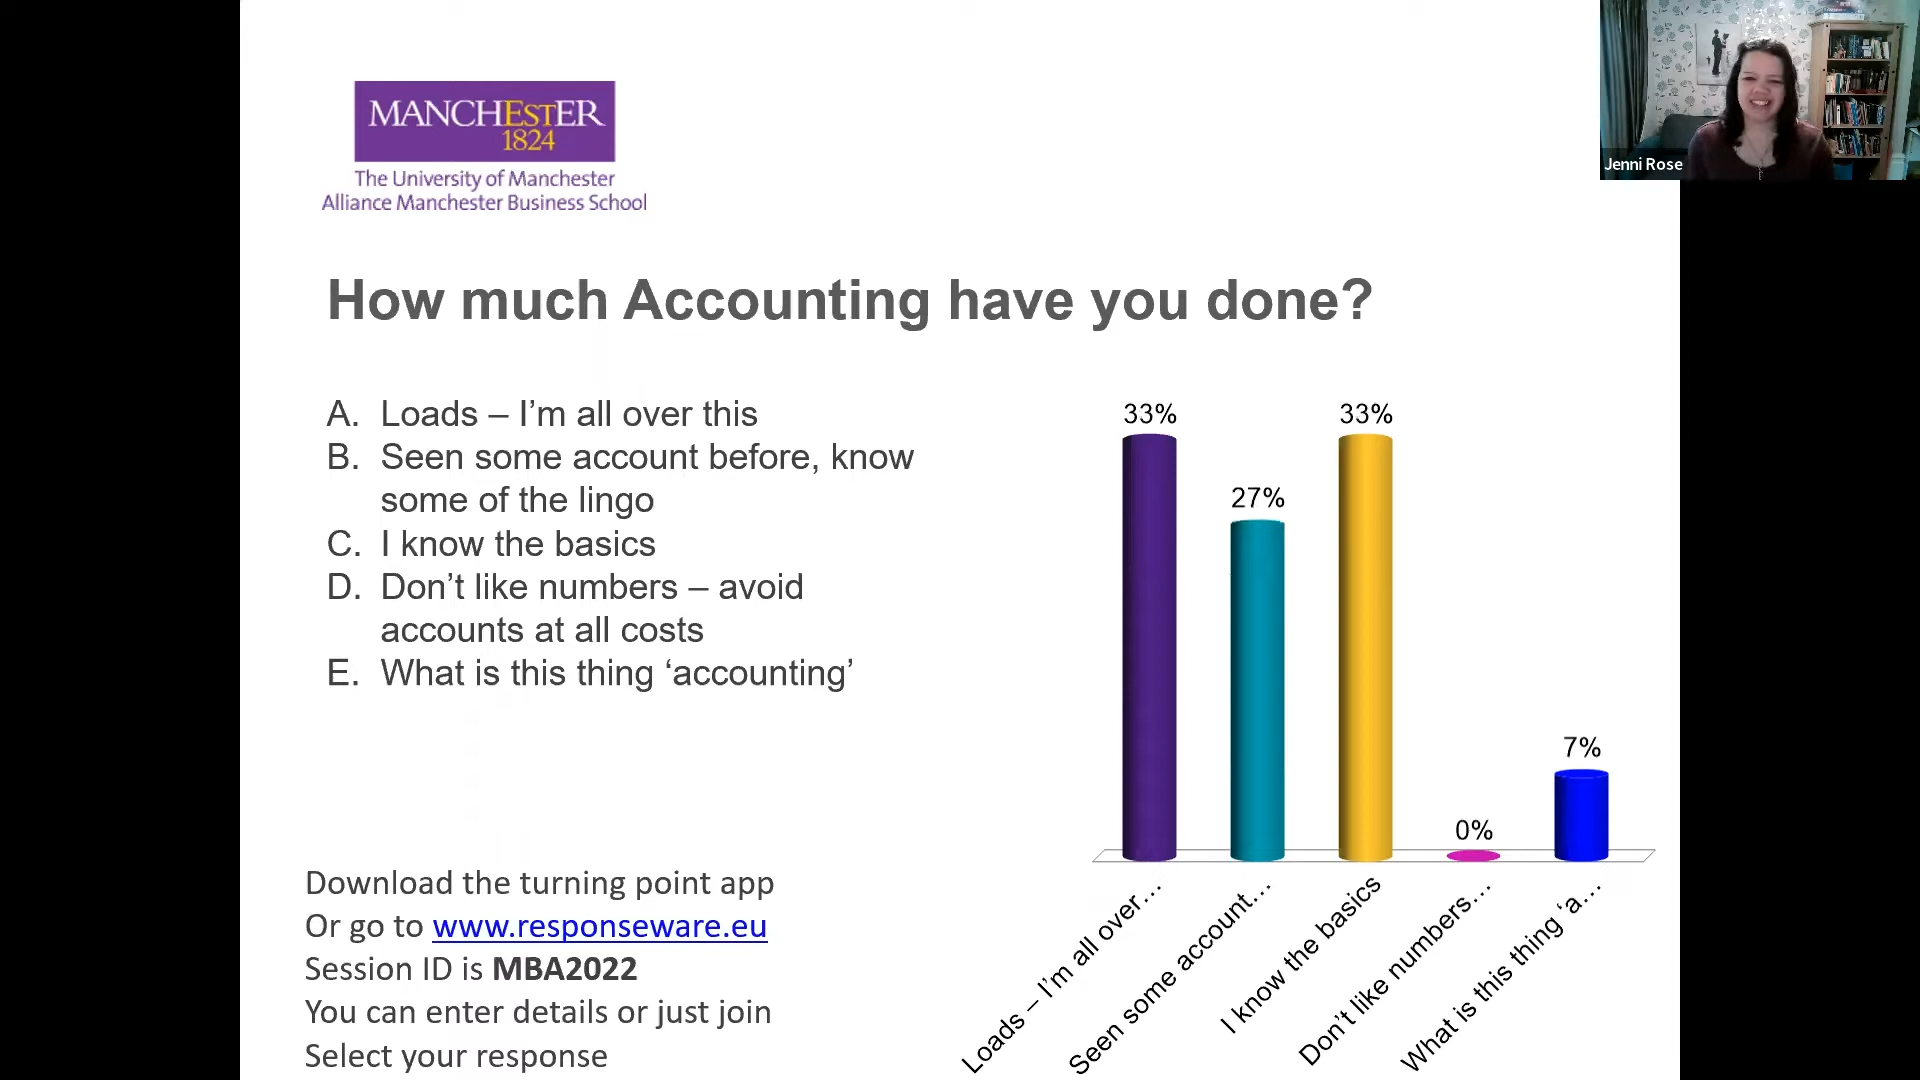 MANCHESTER
1824
The University of Manchester
Alliance Manchester Business School
Jenni Rose
How much Accounting have you done?
A. Loads – I’m all over this
B. Seen some account before, know
some of the lingo
C. I know the basics
D. Don’t like numbers – avoid
accounts at all costs
E. What is this thing ‘accounting’
33%
27%
33%
0%
7%
Loads – I’m all over…
Seen some account…
I know the basics
Don’t like numbers…
What is this thing ‘a…
Download the turning point app
Or go to www.responseware.eu
Session ID is MBA2022
You can enter details or just join
Select your response